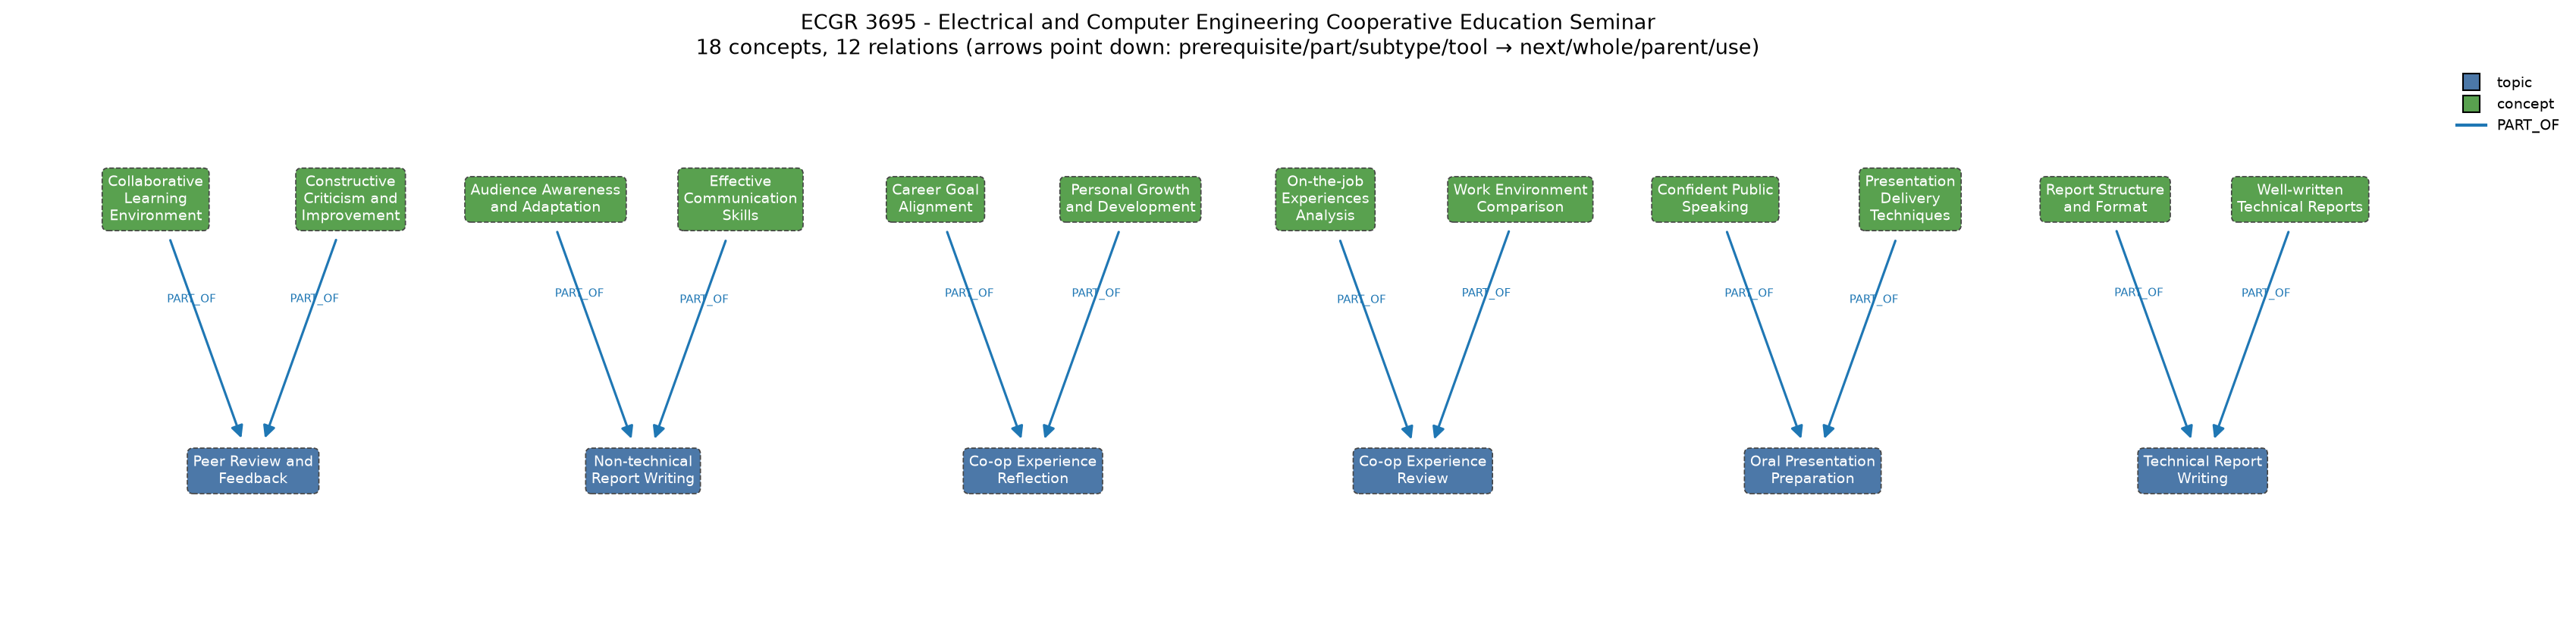 ECGR 3695 - Electrical and Computer Engineering Cooperative Education Seminar
18 concepts, 12 relations (arrows point down: prerequisite/part/subtype/tool → next/whole/parent/use)
topic
concept
PART_OF
Collaborative
Learning
Environment
Constructive
Criticism and
Improvement
Audience Awareness
and Adaptation
Effective
Communication
Skills
Career Goal
Alignment
Personal Growth
and Development
On-the-job
Experiences
Analysis
Work Environment
Comparison
Confident Public
Speaking
Presentation
Delivery
Techniques
Report Structure
and Format
Well-written
Technical Reports
PART_OF
PART_OF
PART_OF
PART_OF
PART_OF
PART_OF
PART_OF
PART_OF
PART_OF
PART_OF
PART_OF
PART_OF
Peer Review and
Feedback
Non-technical
Report Writing
Co-op Experience
Reflection
Co-op Experience
Review
Oral Presentation
Preparation
Technical Report
Writing